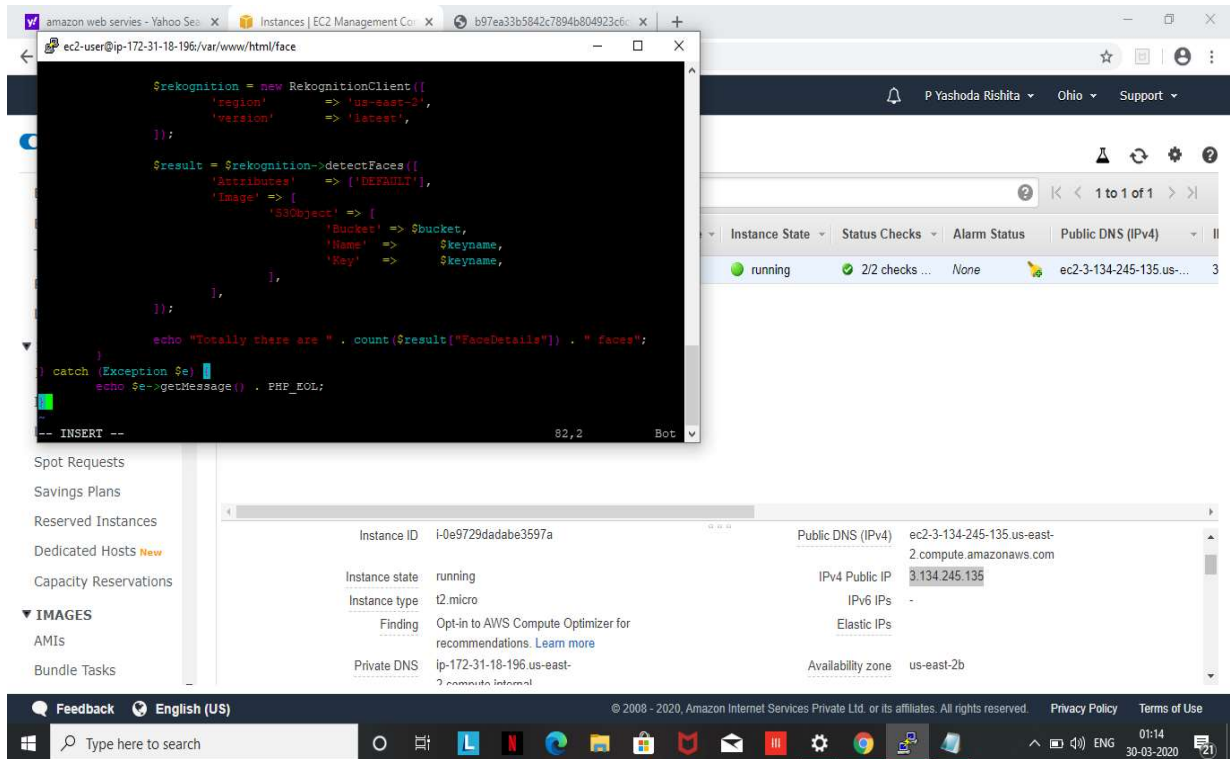 amazon web servies - Yahoo Sea
Instances | EC2 Management Con
b97ea33b5842c7894b804923c6c
ec2-user@ip-172-31-18-196:/var/www/html/face
$rekognition = new RekognitionClient([
'region' => 'us-east-2',
'version' => 'latest',
]);
$result = $rekognition->detectFaces([
'Attributes' => ['DEFAULT'],
'Image' => [
'S3Object' => [
'Bucket' => $bucket,
'Name' => $keyname,
'Key' => $keyname,
],
],
]);
echo "Totally there are " . count($result["FaceDetails"]) . " faces";
}
} catch (Exception $e) {
echo $e->getMessage() . PHP_EOL;
}
~
-- INSERT -- 82,2 Bot
P Yashoda Rishita Ohio Support
1 to 1 of 1
Instance State Status Checks Alarm Status Public DNS (IPv4)
running 2/2 checks ... None ec2-3-134-245-135.us-... 3
Spot Requests
Savings Plans
Reserved Instances
Dedicated Hosts New
Capacity Reservations
IMAGES
AMIs
Bundle Tasks
Instance ID i-0e9729dadabe3597a Public DNS (IPv4) ec2-3-134-245-135.us-east-
2.compute.amazonaws.com
Instance state running IPv4 Public IP 3.134.245.135
Instance type t2.micro IPv6 IPs -
Finding Opt-in to AWS Compute Optimizer for Elastic IPs
recommendations. Learn more
Private DNS ip-172-31-18-196.us-east- Availability zone us-east-2b
2.compute.internal
Feedback English (US) © 2008 - 2020, Amazon Internet Services Private Ltd. or its affiliates. All rights reserved. Privacy Policy Terms of Use
Type here to search
ENG
01:14
30-03-2020
21